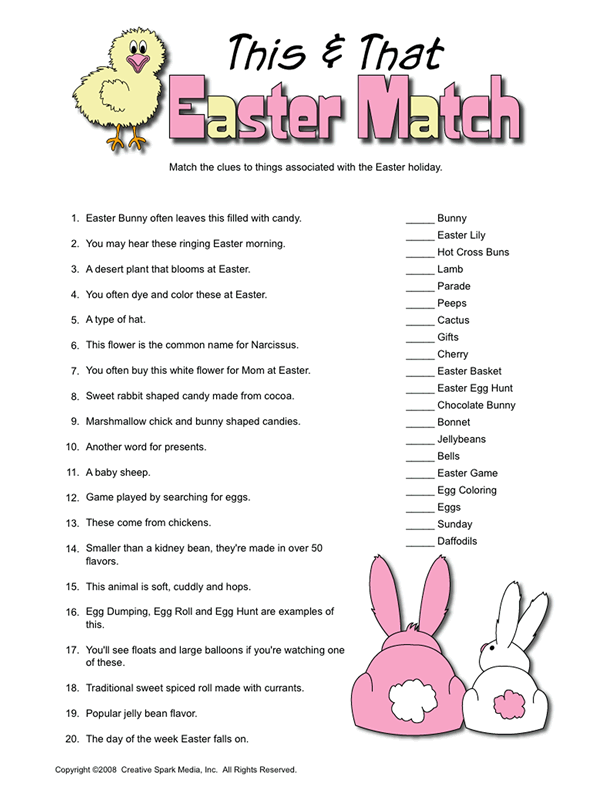 This & That
Easter Match
Match the clues to things associated with the Easter holiday.
1. Easter Bunny often leaves this filled with candy.
2. You may hear these ringing Easter morning.
3. A desert plant that blooms at Easter.
4. You often dye and color these at Easter.
5. A type of hat.
6. This flower is the common name for Narcissus.
7. You often buy this white flower for Mom at Easter.
8. Sweet rabbit shaped candy made from cocoa.
9. Marshmallow chick and bunny shaped candies.
10. Another word for presents.
11. A baby sheep.
12. Game played by searching for eggs.
13. These come from chickens.
14. Smaller than a kidney bean, they're made in over 50
flavors.
15. This animal is soft, cuddly and hops.
16. Egg Dumping, Egg Roll and Egg Hunt are examples of
this.
17. You'll see floats and large balloons if you're watching one
of these.
18. Traditional sweet spiced roll made with currants.
19. Popular jelly bean flavor.
20. The day of the week Easter falls on.
_____ Bunny
_____ Easter Lily
_____ Hot Cross Buns
_____ Lamb
_____ Parade
_____ Peeps
_____ Cactus
_____ Gifts
_____ Cherry
_____ Easter Basket
_____ Easter Egg Hunt
_____ Chocolate Bunny
_____ Bonnet
_____ Jellybeans
_____ Bells
_____ Easter Game
_____ Egg Coloring
_____ Eggs
_____ Sunday
_____ Daffodils
Copyright ©2008 Creative Spark Media, Inc. All Rights Reserved.